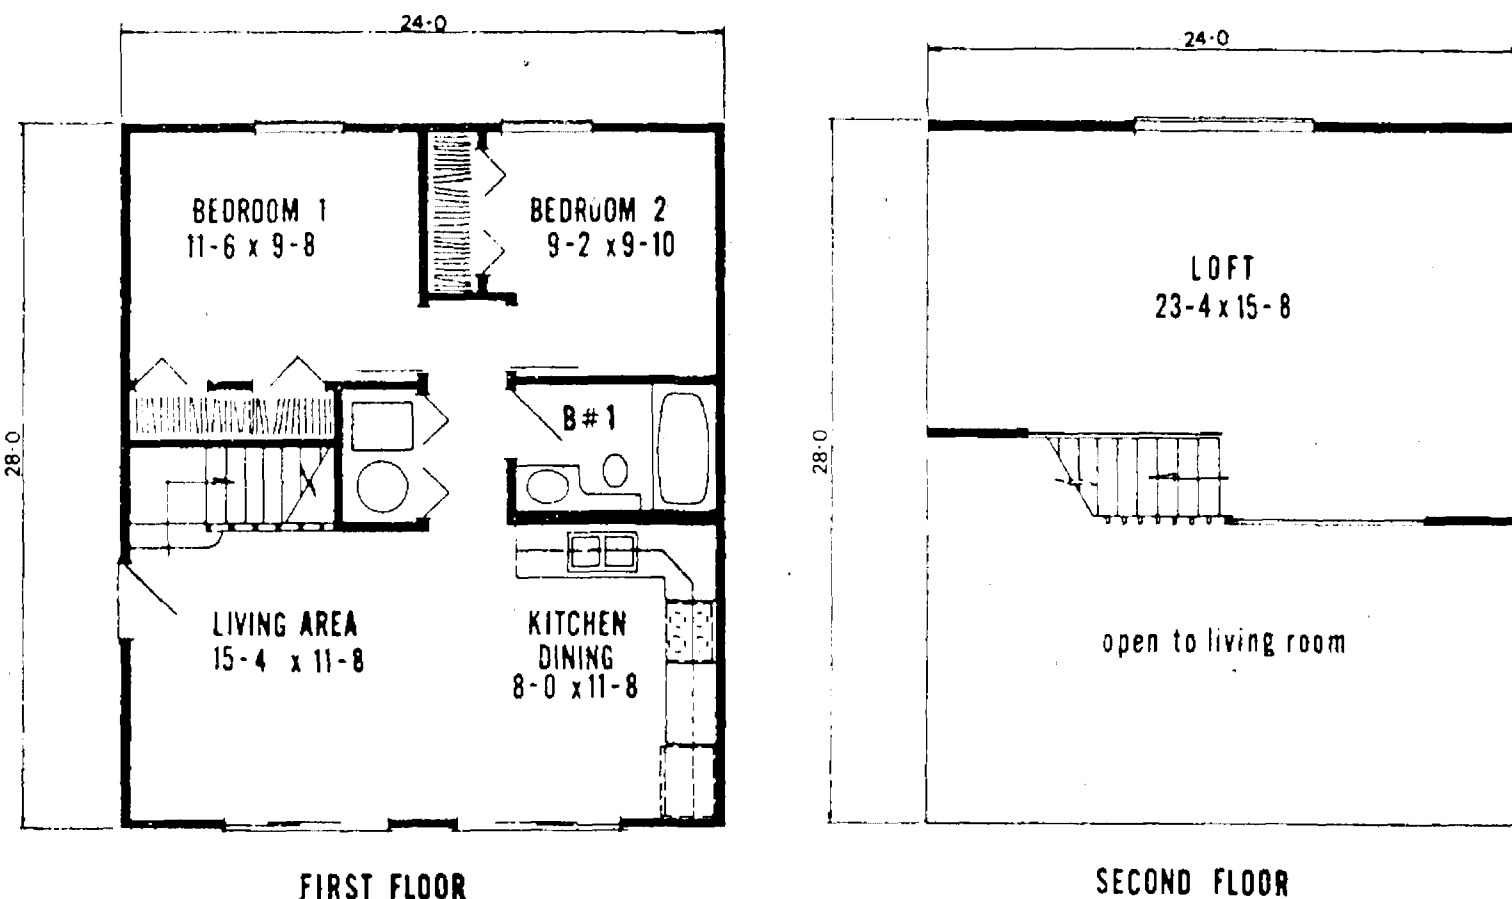 24-0
28-0
BEDROOM 1
11-6 x 9-8
BEDROOM 2
9-2 x 9-10
B#1
LIVING AREA
15-4 x 11-8
KITCHEN
DINING
8-0 x 11-8
FIRST FLOOR
24-0
28-0
LOFT
23-4 x 15-8
open to living room
SECOND FLOOR